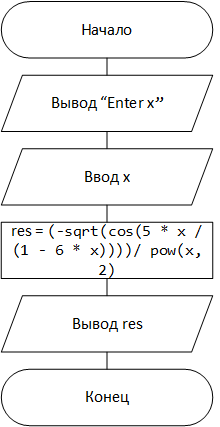 Начало
Вывод “Enter x”
Ввод x
res = (-sqrt(cos(5 * x /
(1 - 6 * x))))/ pow(x,
2)
Вывод res
Конец